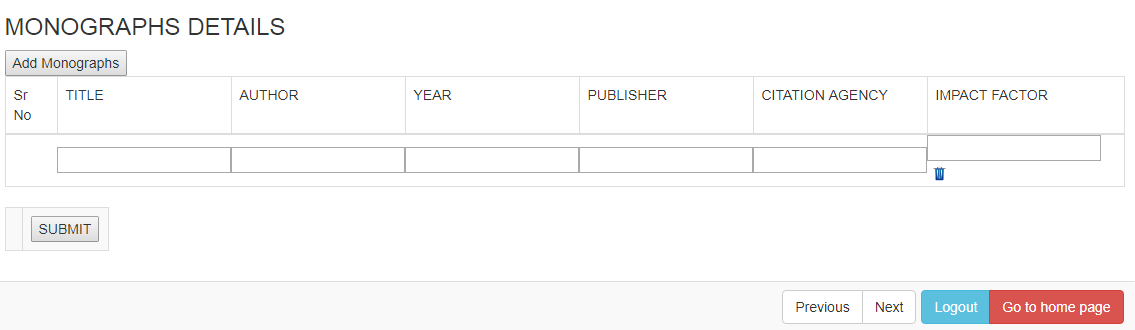 MONOGRAPHS DETAILS
Add Monographs
Sr No TITLE AUTHOR YEAR PUBLISHER CITATION AGENCY IMPACT FACTOR
SUBMIT
Previous Next Logout Go to home page